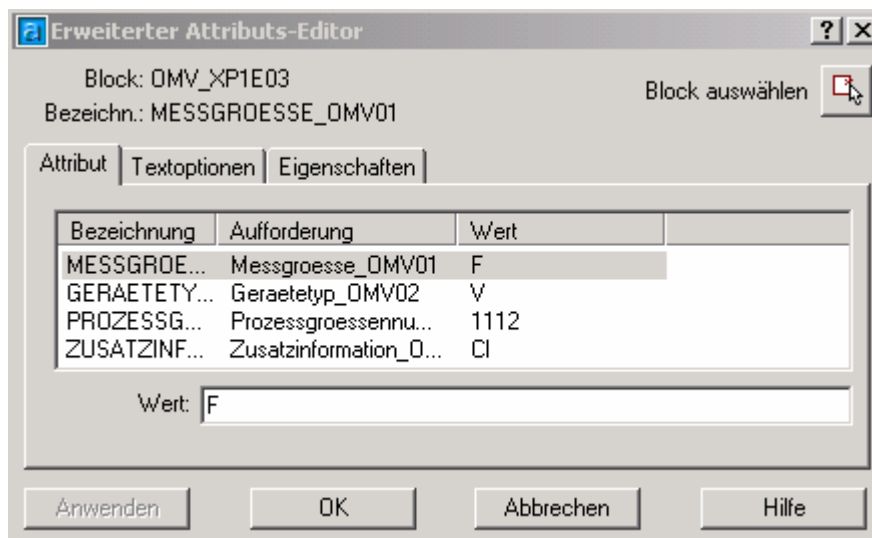 Erweiterter Attributs-Editor
Block: OMV_XP1E03
Block auswählen
Bezeichn.: MESSGROESSE_OMV01
Attribut Textoptionen Eigenschaften
Bezeichnung Aufforderung Wert
MESSGROE... Messgroesse_OMV01 F
GERAETETY... Geraetetyp_OMV02 V
PROZESSG... Prozessgroessennu... 1112
ZUSATZINF... Zusatzinformation_O... CI
Wert: F
Anwenden OK Abbrechen Hilfe